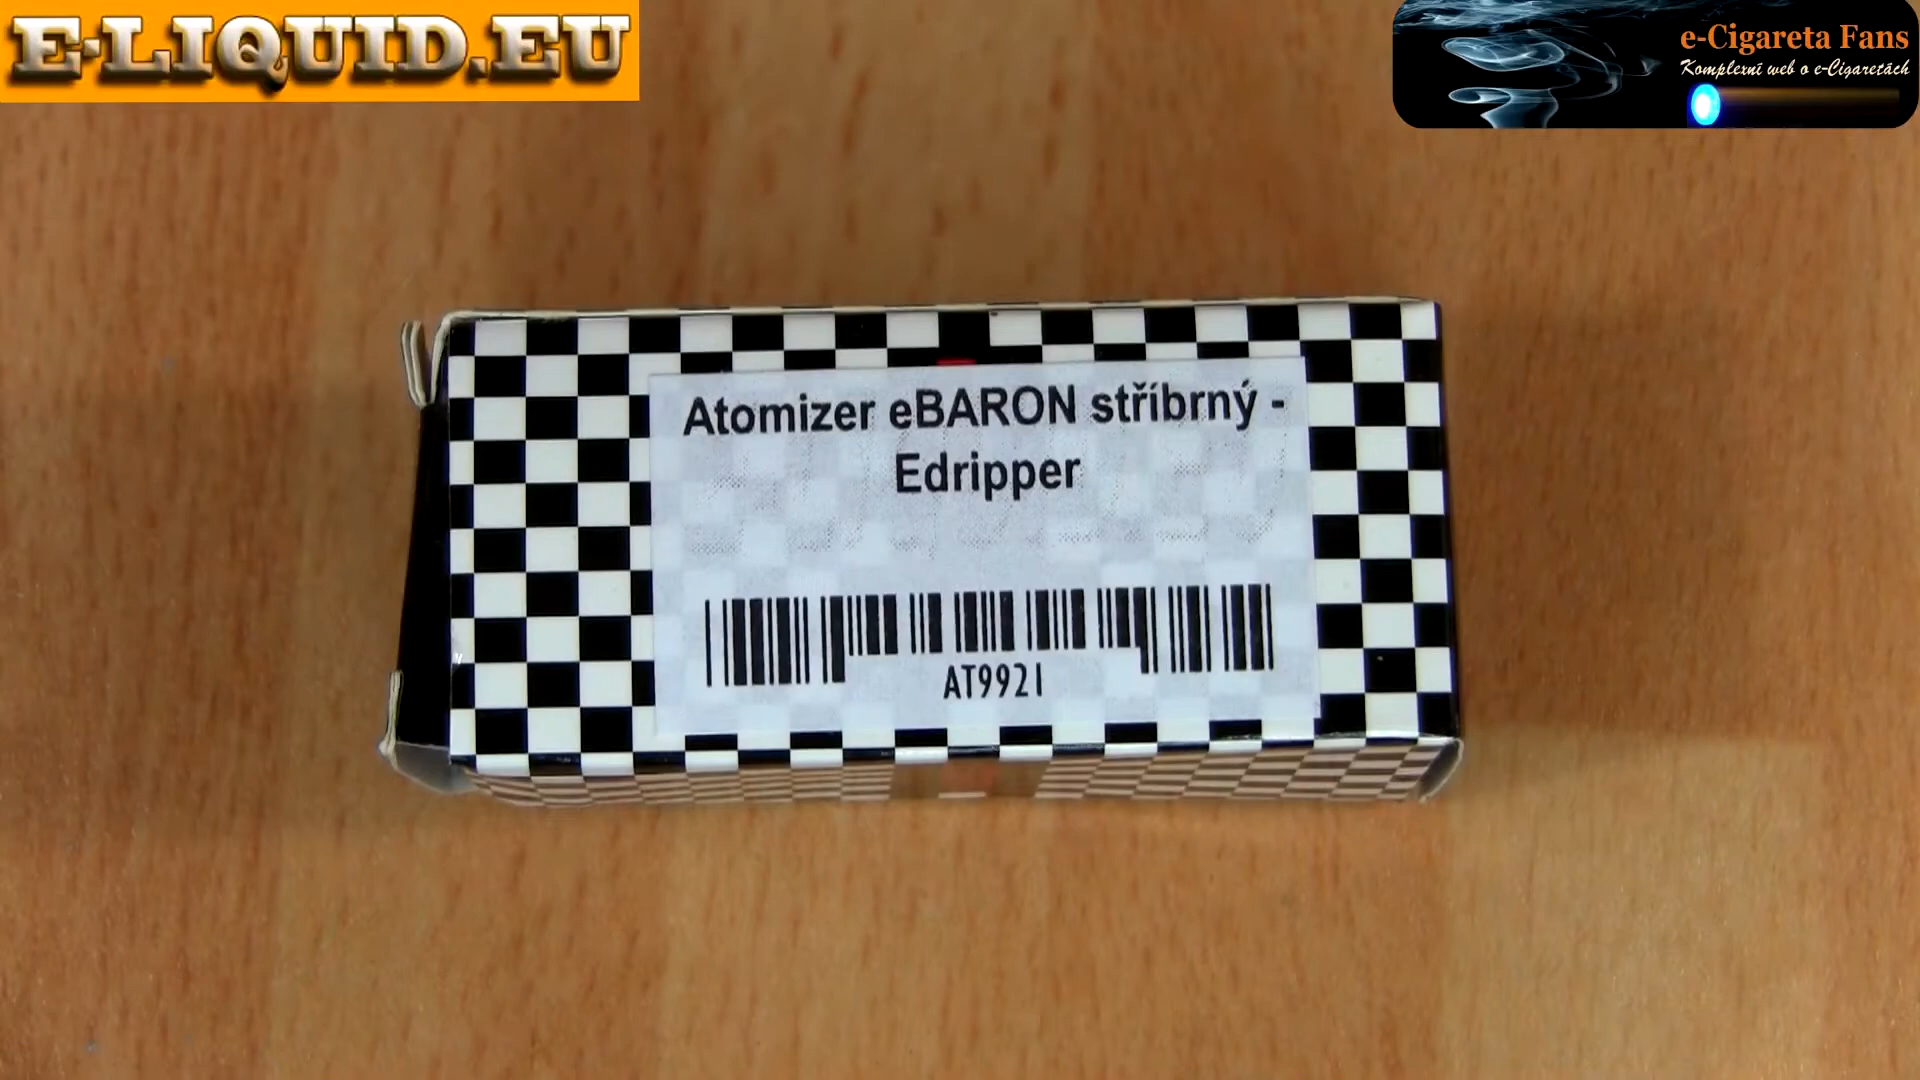 E-LIQUID.EU
e-Cigareta Fans
Komplexní web o e-Cigaretách
Atomizer eBARON stříbrný -
Edripper
AT9921